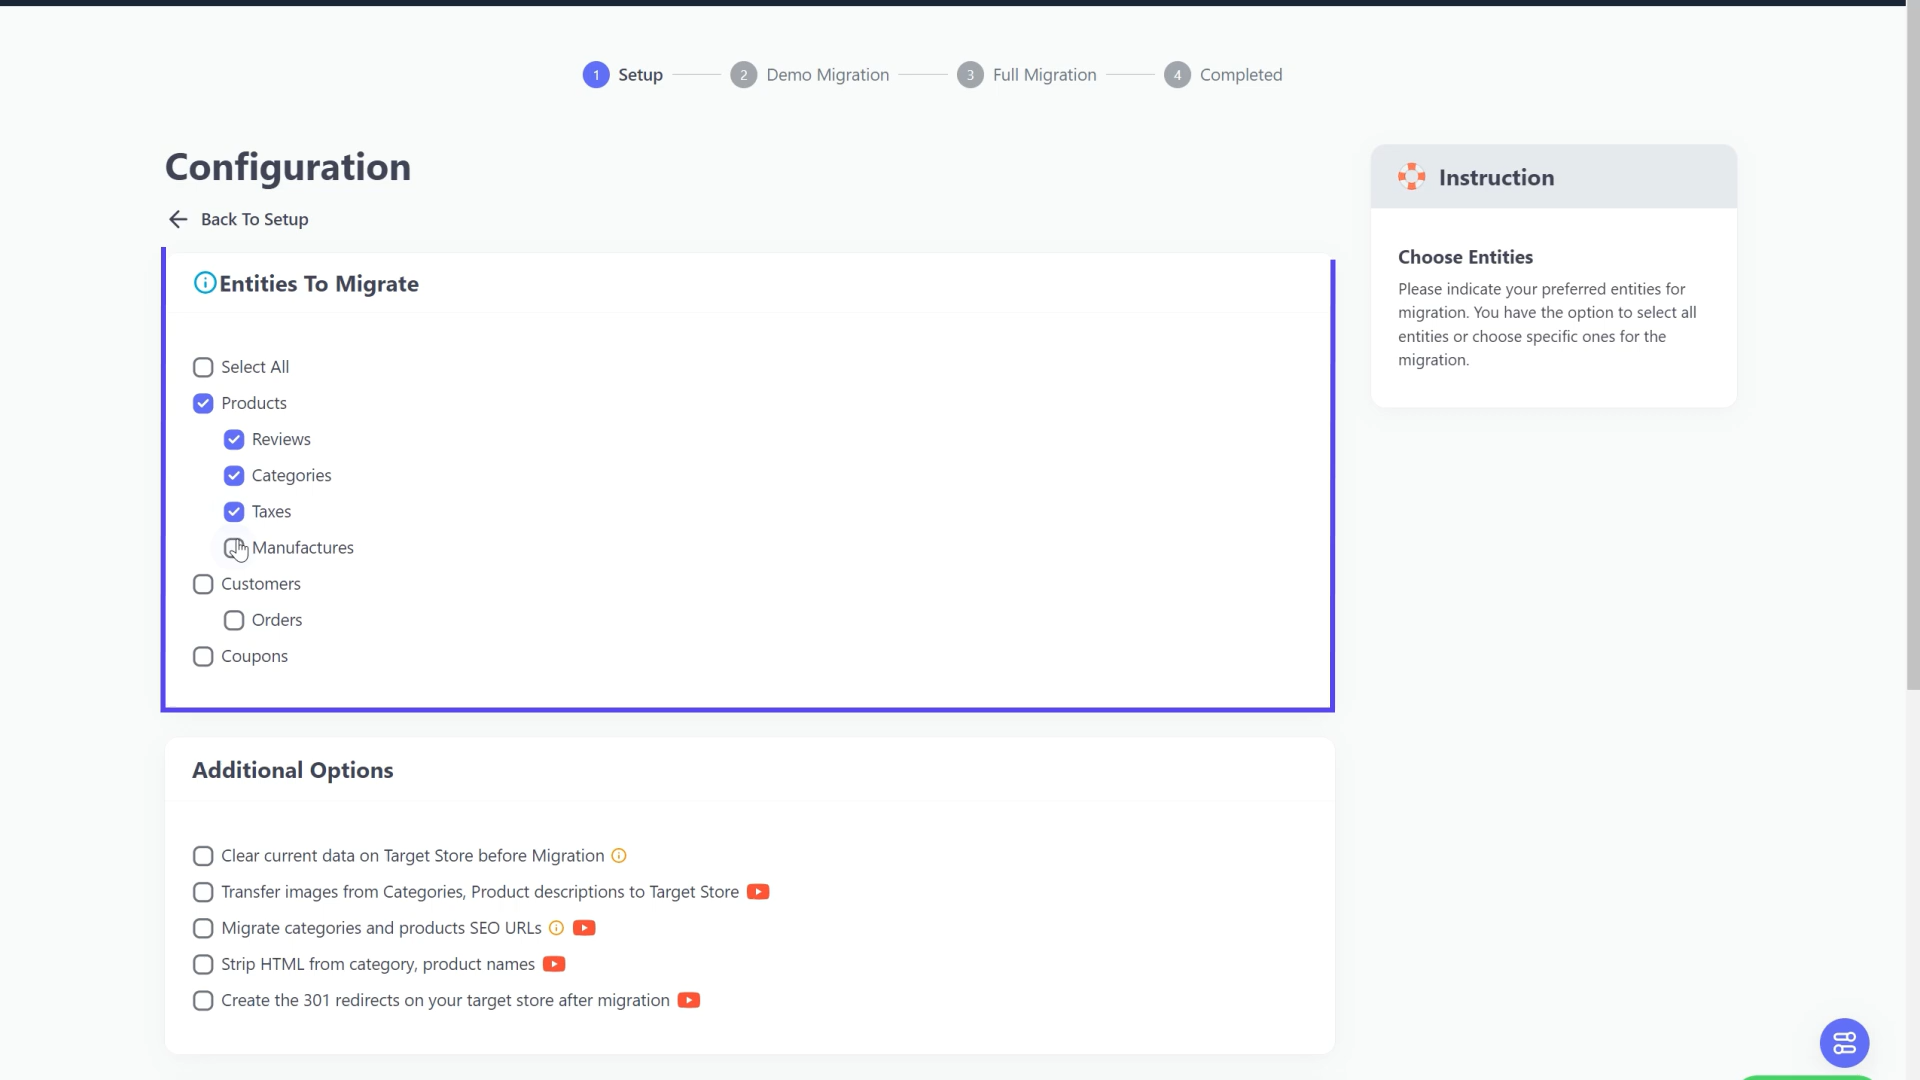 1 Setup 2 Demo Migration 3 Full Migration 4 Completed
Configuration
Back To Setup
Entities To Migrate
Select All
Products
Reviews
Categories
Taxes
Manufactures
Customers
Orders
Coupons
Instruction
Choose Entities
Please indicate your preferred entities for
migration. You have the option to select all
entities or choose specific ones for the
migration.
Additional Options
Clear current data on Target Store before Migration
Transfer images from Categories, Product descriptions to Target Store
Migrate categories and products SEO URLs
Strip HTML from category, product names
Create the 301 redirects on your target store after migration